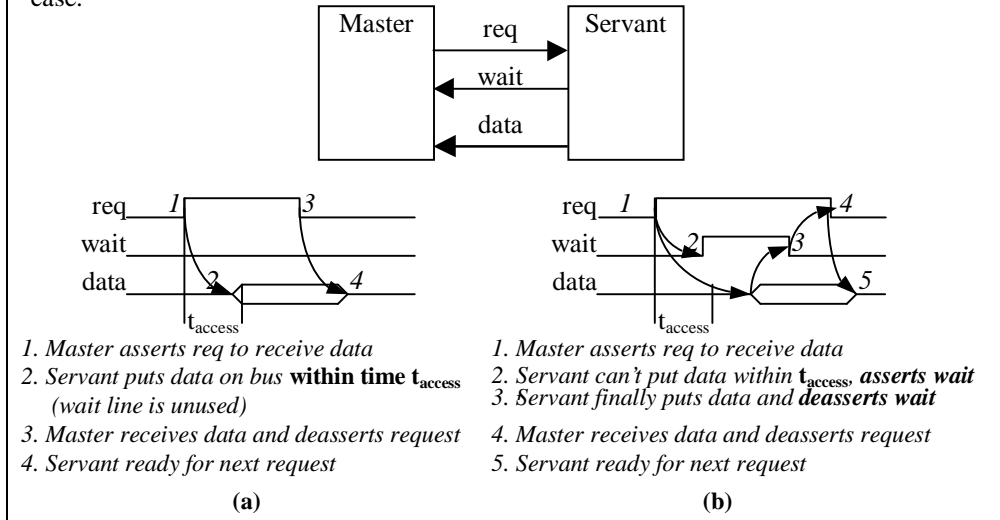 case.
Master
req
Servant
wait
data
req 1 3
wait
data 2 4
t_access
1. Master asserts req to receive data
2. Servant puts data on bus within time t_access
(wait line is unused)
3. Master receives data and deasserts request
4. Servant ready for next request
(a)
req 1 4
wait 2 3
data 5
t_access
1. Master asserts req to receive data
2. Servant can't put data within t_access, asserts wait
3. Servant finally puts data and deasserts wait
4. Master receives data and deasserts request
5. Servant ready for next request
(b)